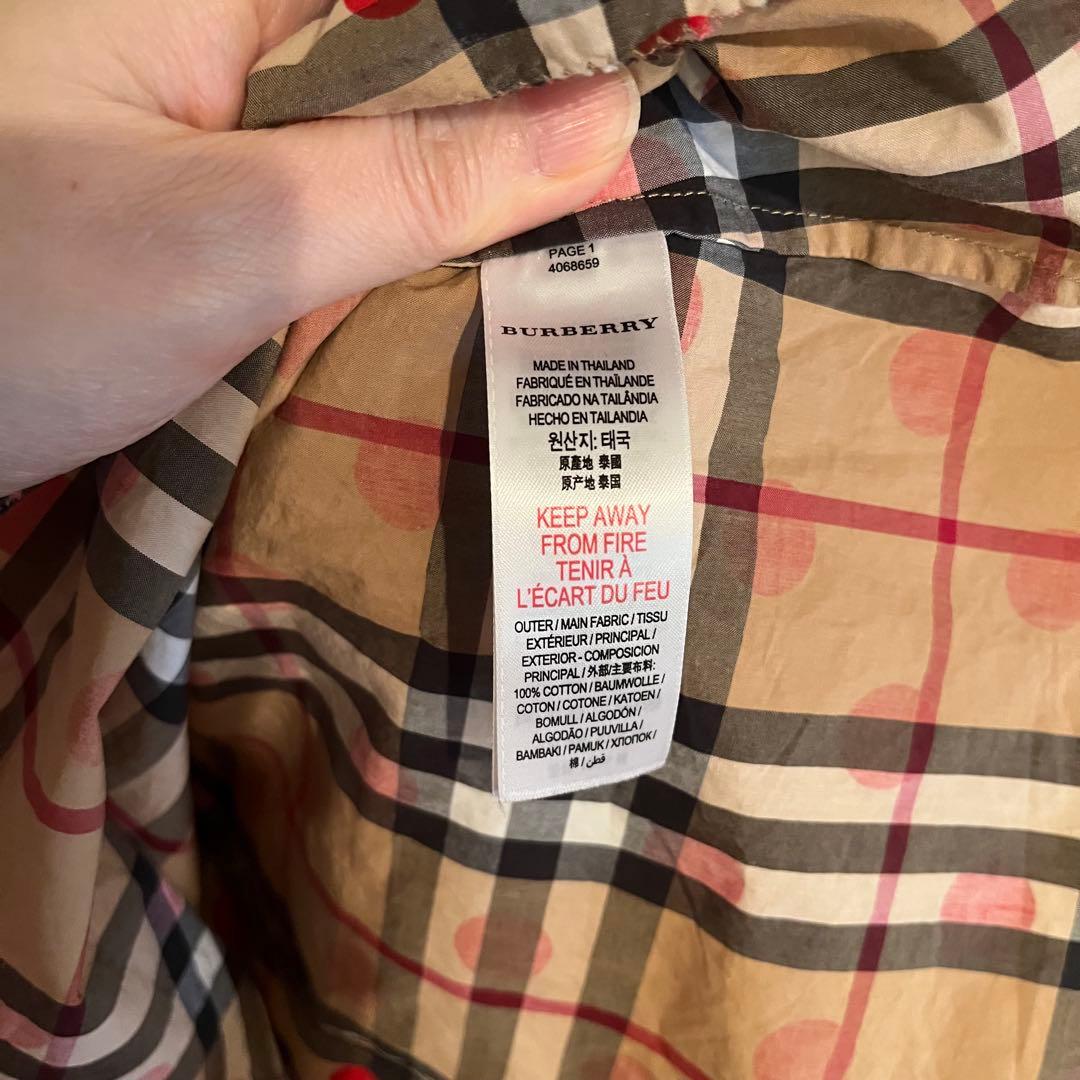 PAGE 1
4068659
BURBERRY
MADE IN THAILAND
FABRIQUÉ EN THAÏLANDE
FABRICADO NA TAILÂNDIA
HECHO EN TAILANDIA
원산지: 태국
原產地 泰國
原产地 泰国
KEEP AWAY
FROM FIRE
TENIR À
L'ÉCART DU FEU
OUTER / MAIN FABRIC / TISSU
EXTÉRIEUR / PRINCIPAL /
EXTERIOR - COMPOSICION
PRINCIPAL / 外部/主要布料:
100% COTTON / BAUMWOLLE /
COTON / COTONE / KATOEN /
BOMULL / ALGODÓN /
ALGODÃO / PUUVILLA /
BAMBAKI / PAMUK / ХЛОПОК /
棉 / قطن